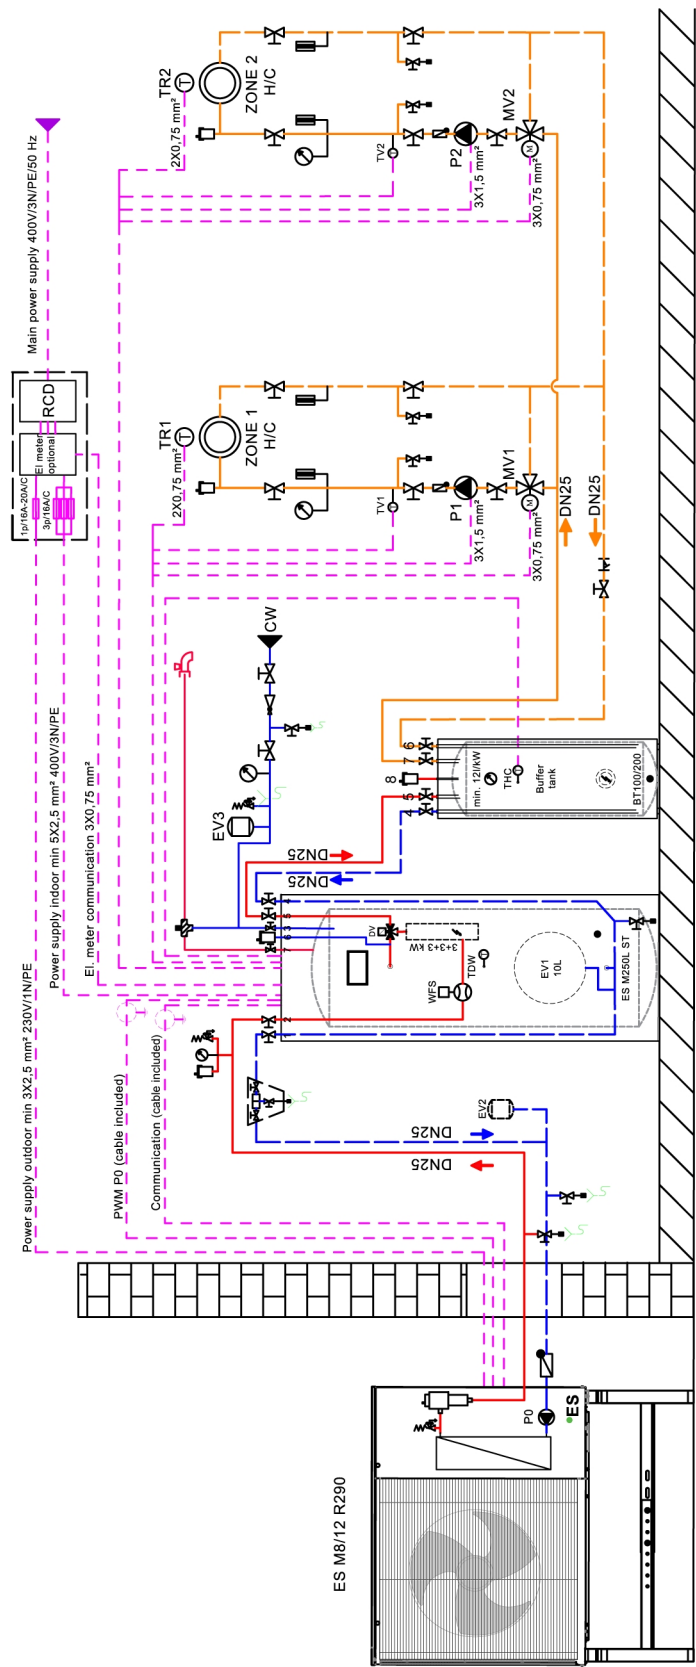 Main power supply 400V/3N/PE/50 Hz
RCD
El meter
optional
1p/16A-20A/C
3p/16A/C
Power supply outdoor min 3X2,5 mm² 230V/1N/PE
Power supply indoor min 5X2,5 mm² 400V/3N/PE
El. meter communication 3X0,75 mm²
PWM P0 (cable included)
Communication (cable included)
TR2
2X0,75 mm²
ZONE 2
H/C
TV2
P2
3X1,5 mm²
MV2
M
3X0,75 mm²
TR1
2X0,75 mm²
ZONE 1
H/C
TV1
P1
3X1,5 mm²
MV1
M
3X0,75 mm²
DN25
DN25
CW
EV3
DN25
DN25
8
4
5
7
6
min. 12l/kW
THC
Buffer
tank
BT100/200
2
7
6
3
5
4
DV
3+3+3 KW
WFS
TDW
EV1
10L
ES M250L ST
EV2
DN25
DN25
P0
ES
ES M8/12 R290